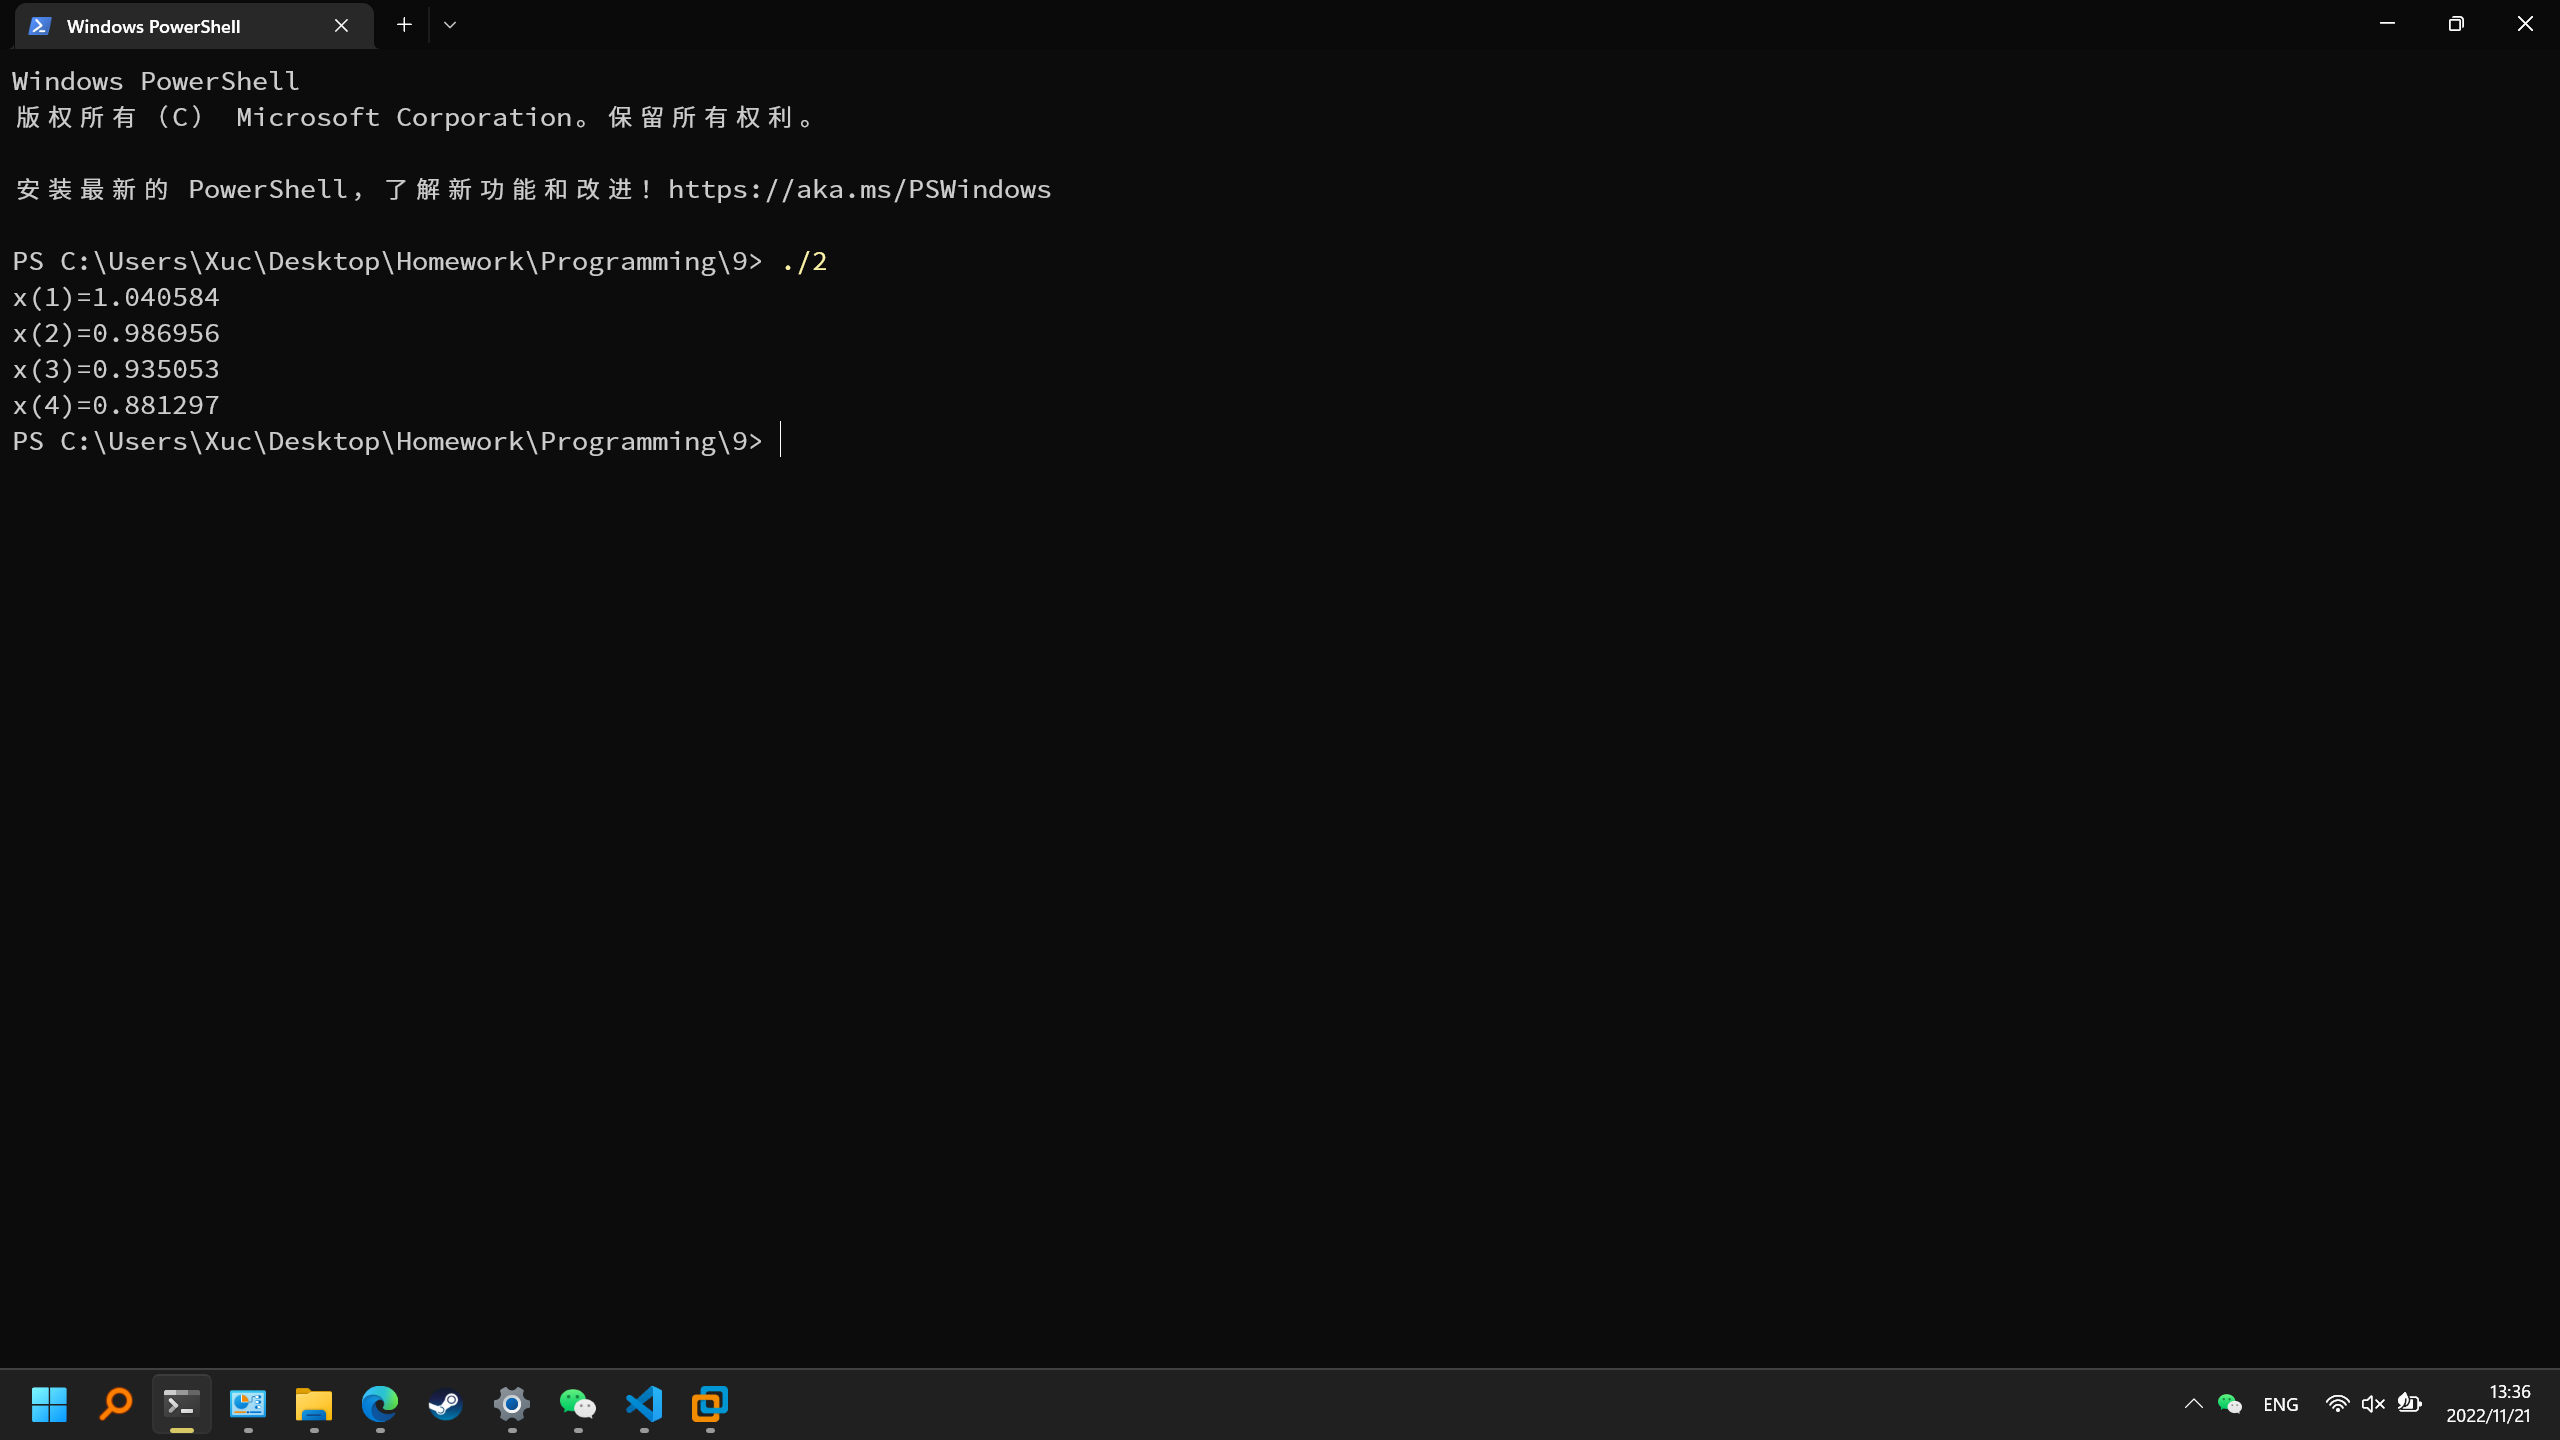 Windows PowerShell
Windows PowerShell
版权所有（C） Microsoft Corporation。保留所有权利。
安装最新的 PowerShell，了解新功能和改进！https://aka.ms/PSWindows
PS C:\Users\Xuc\Desktop\Homework\Programming\9> ./2
x(1)=1.040584
x(2)=0.986956
x(3)=0.935053
x(4)=0.881297
PS C:\Users\Xuc\Desktop\Homework\Programming\9>
ENG
13:36
2022/11/21